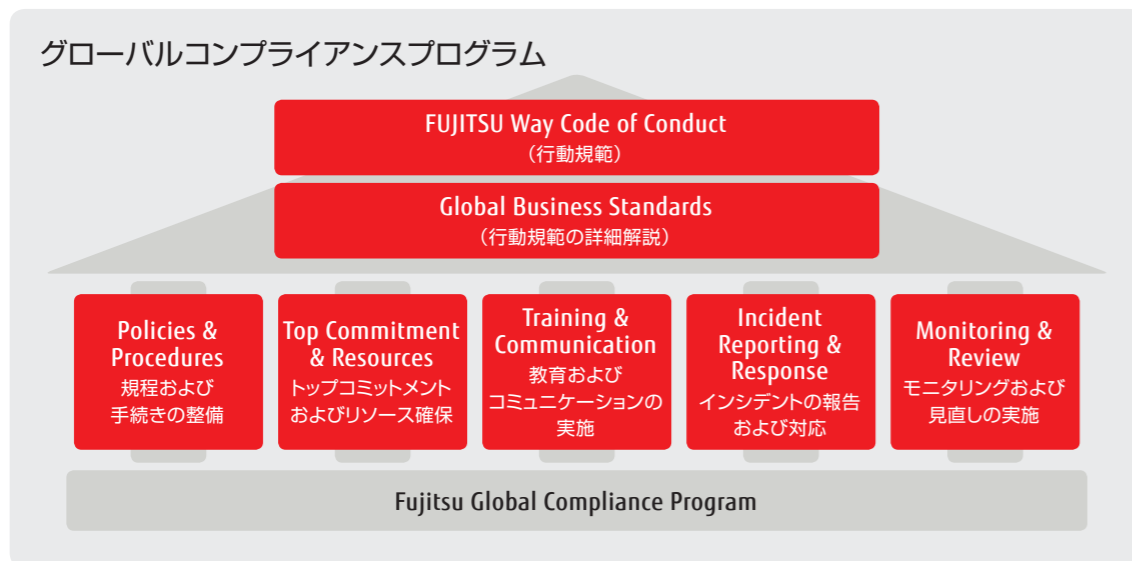 グローバルコンプライアンスプログラム
FUJITSU Way Code of Conduct
（行動規範）
Global Business Standards
（行動規範の詳細解説）
Policies &
Procedures
規程および
手続きの整備
Top Commitment
& Resources
トップコミットメント
およびリソース確保
Training &
Communication
教育および
コミュニケーションの
実施
Incident
Reporting &
Response
インシデントの報告
および対応
Monitoring &
Review
モニタリングおよび
見直しの実施
Fujitsu Global Compliance Program